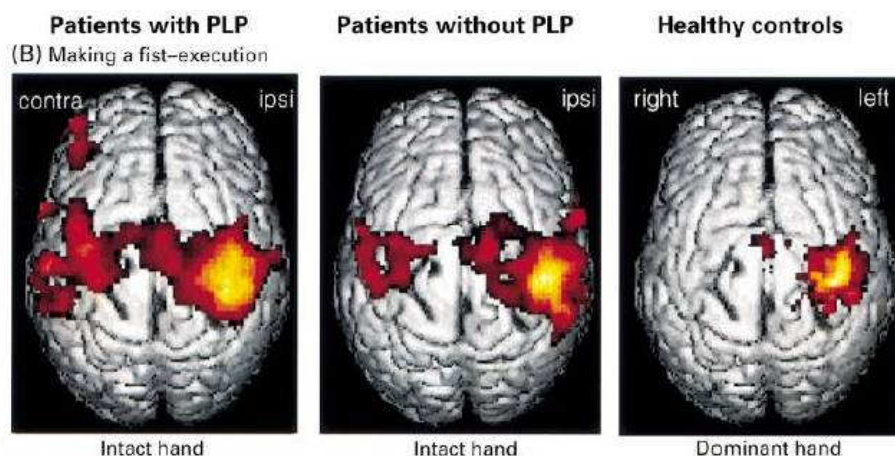 Patients with PLP Patients without PLP Healthy controls
(B) Making a fist–execution
contra ipsi ipsi right left
Intact hand Intact hand Dominant hand